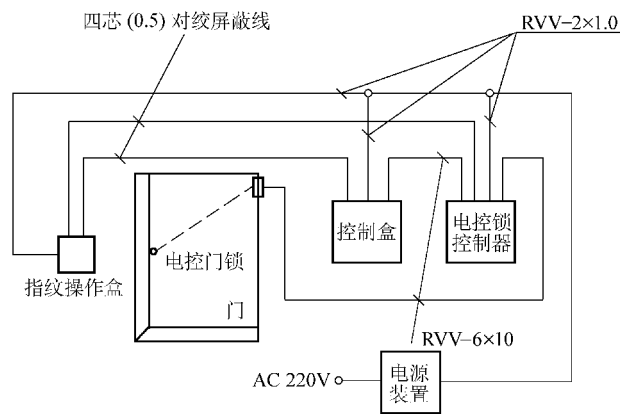 四芯 (0.5) 对绞屏蔽线
RVV-2×1.0
控制盒
电控锁
控制器
电控门锁
指纹操作盒
门
RVV-6×10
AC 220V
电源
装置